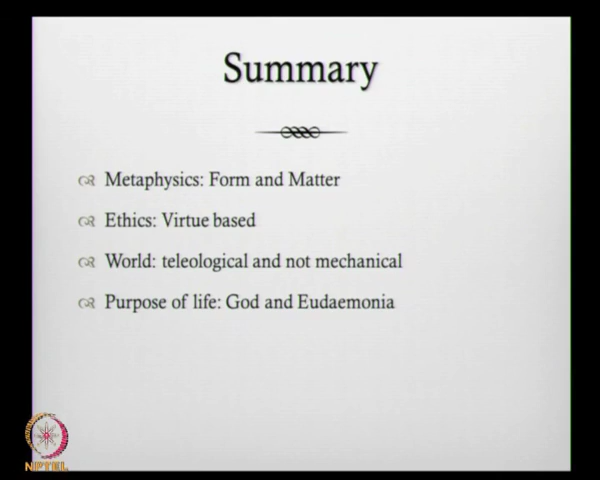 Summary
Metaphysics: Form and Matter
Ethics: Virtue based
World: teleological and not mechanical
Purpose of life: God and Eudaemonia
NPTEL